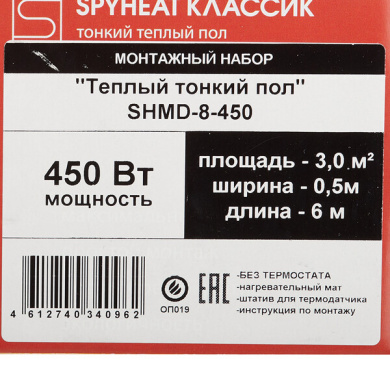 SPYHEAT КЛАССИК
ТОНКИЙ ТЕПЛЫЙ ПОЛ
МОНТАЖНЫЙ НАБОР
"Теплый тонкий пол"
SHMD-8-450
450 Вт
мощность
площадь - 3,0 м²
ширина - 0,5м
длина - 6 м
4 612740 340962
ОП019
EAC
-БЕЗ ТЕРМОСТАТА
-нагревательный мат
-штатив для термодатчика
-инструкция по монтажу